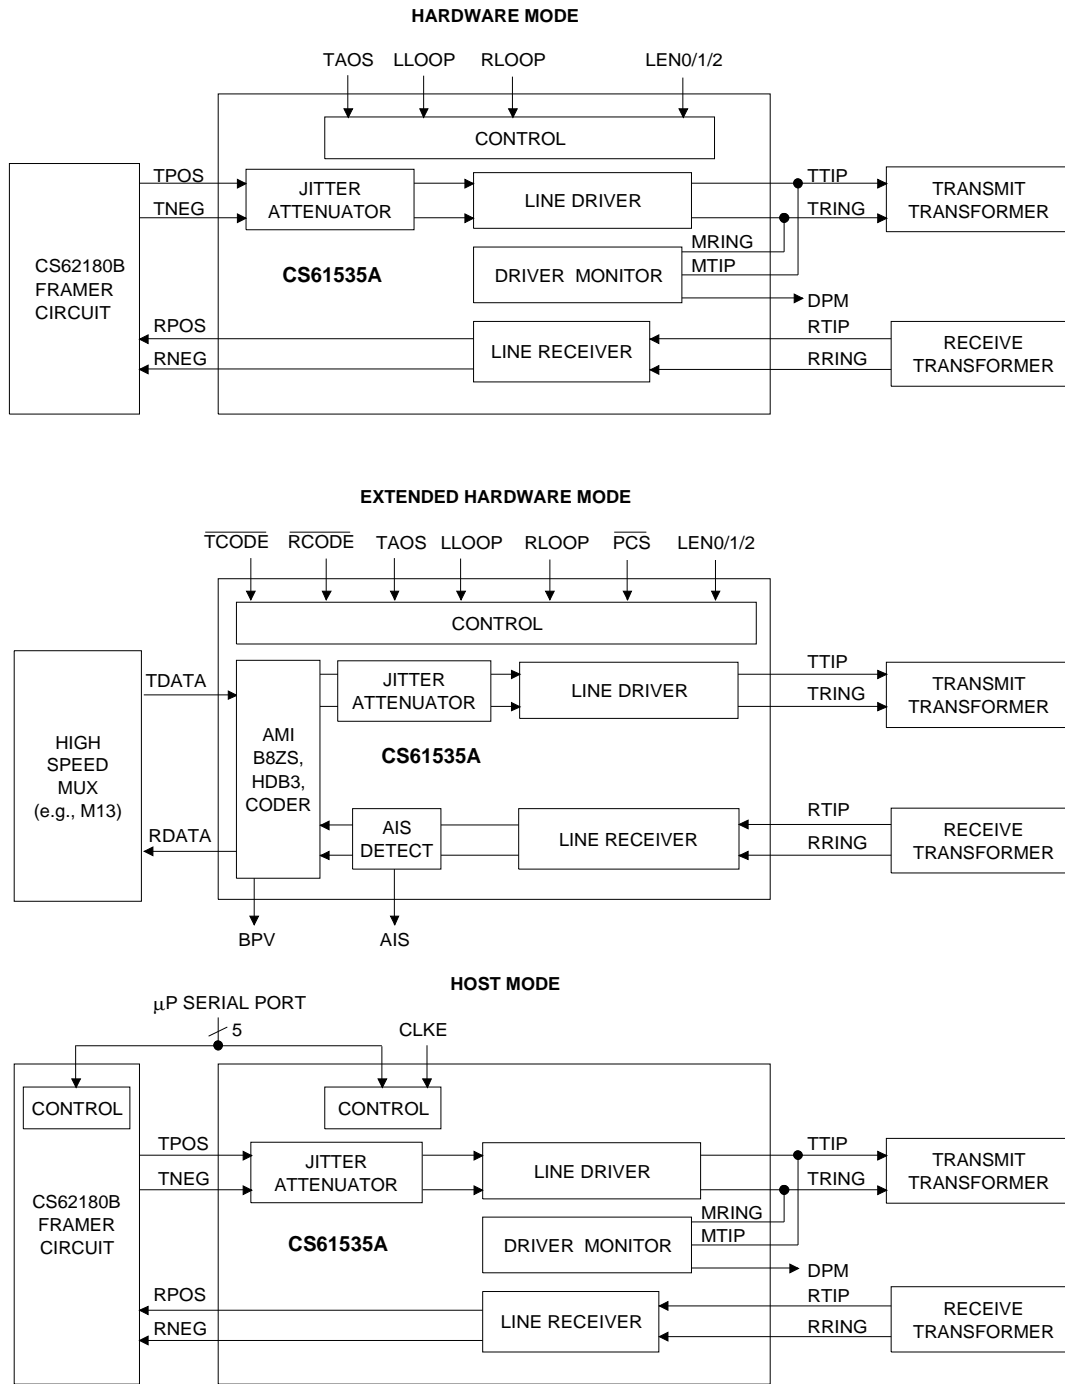 HARDWARE MODE
TAOS LLOOP RLOOP LEN0/1/2
CONTROL
TPOS
TNEG
JITTER
ATTENUATOR
LINE DRIVER
TTIP
TRING
TRANSMIT
TRANSFORMER
CS62180B
FRAMER
CIRCUIT
CS61535A
DRIVER MONITOR
MRING
MTIP
DPM
RPOS
RNEG
LINE RECEIVER
RTIP
RRING
RECEIVE
TRANSFORMER
EXTENDED HARDWARE MODE
TCODE RCODE TAOS LLOOP RLOOP PCS LEN0/1/2
CONTROL
TDATA
JITTER
ATTENUATOR
LINE DRIVER
TTIP
TRING
TRANSMIT
TRANSFORMER
HIGH
SPEED
MUX
(e.g., M13)
AMI
B8ZS,
HDB3,
CODER
CS61535A
RDATA
AIS
DETECT
LINE RECEIVER
RTIP
RRING
RECEIVE
TRANSFORMER
BPV
AIS
HOST MODE
µP SERIAL PORT
5
CLKE
CONTROL
CONTROL
TPOS
TNEG
JITTER
ATTENUATOR
LINE DRIVER
TTIP
TRING
TRANSMIT
TRANSFORMER
CS62180B
FRAMER
CIRCUIT
CS61535A
DRIVER MONITOR
MRING
MTIP
DPM
RPOS
RNEG
LINE RECEIVER
RTIP
RRING
RECEIVE
TRANSFORMER